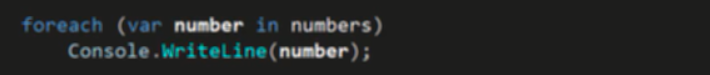 foreach (var number in numbers)
    Console.WriteLine(number);